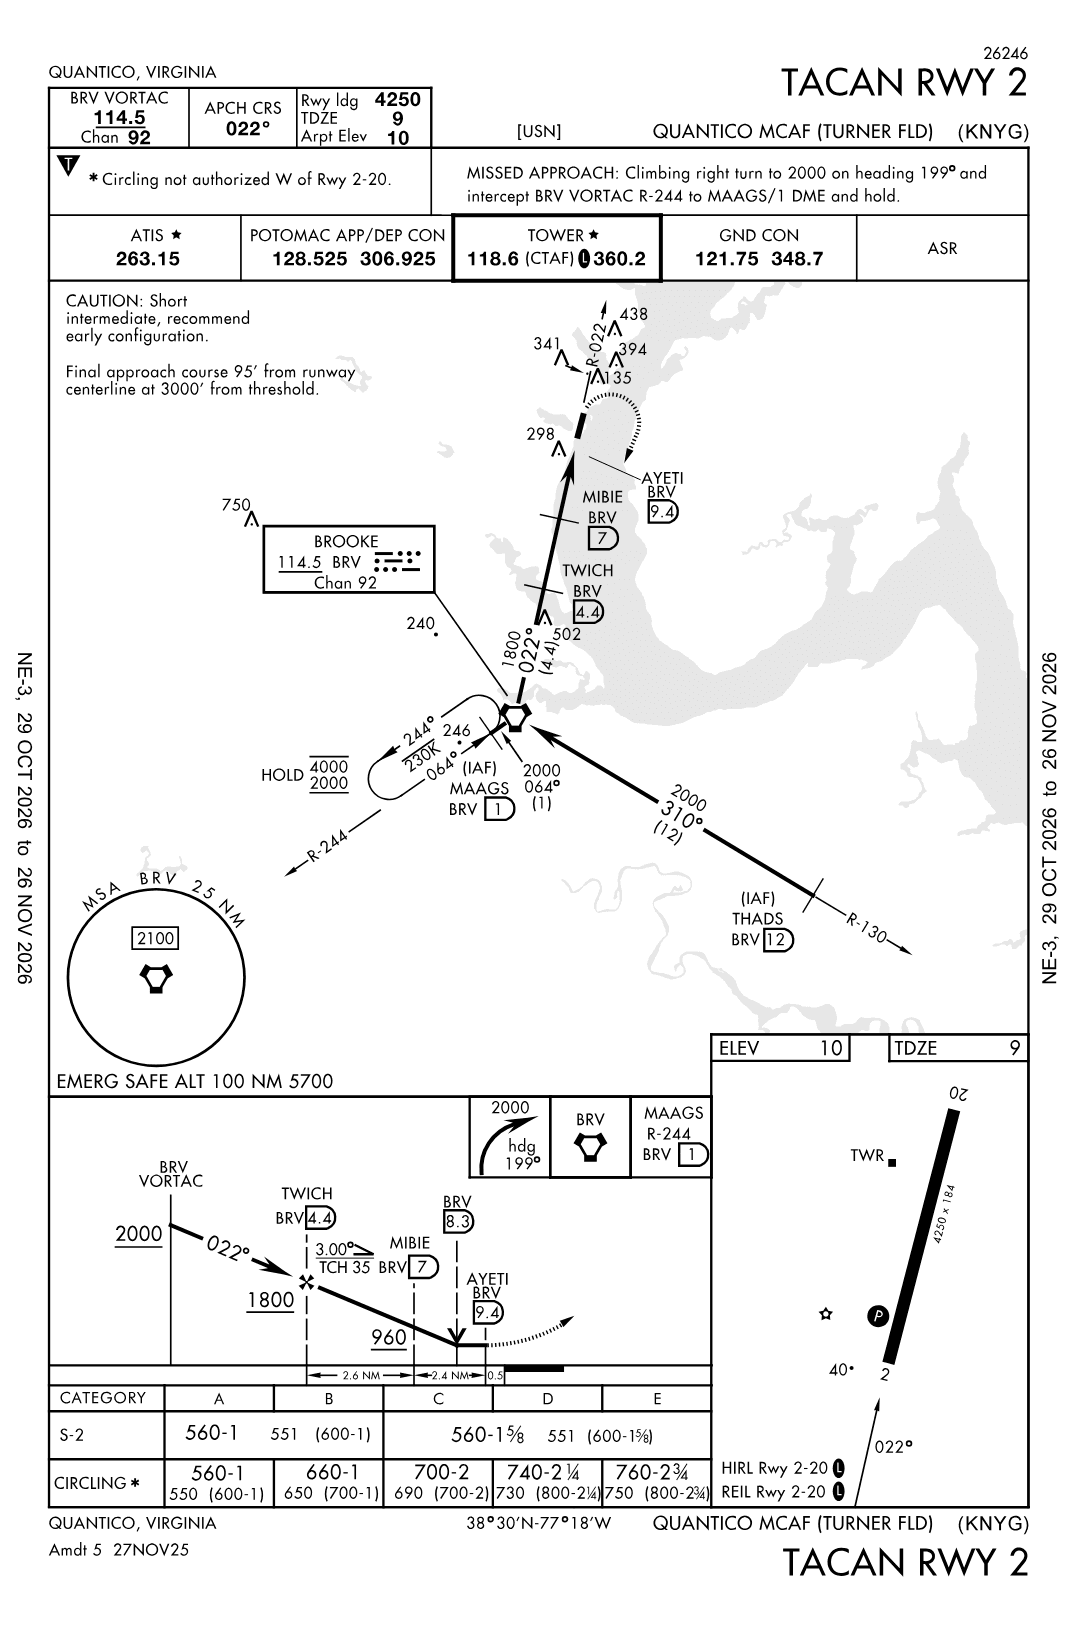 26246
QUANTICO, VIRGINIA
TACAN RWY 2
BRV VORTAC
114.5
Chan 92
APCH CRS
022°
Rwy ldg 4250
TDZE 9
Arpt Elev 10
[USN]
QUANTICO MCAF (TURNER FLD) (KNYG)
T
* Circling not authorized W of Rwy 2-20.
MISSED APPROACH: Climbing right turn to 2000 on heading 199° and
intercept BRV VORTAC R-244 to MAAGS/1 DME and hold.
ATIS ★
263.15
POTOMAC APP/DEP CON
128.525 306.925
TOWER ★
118.6 (CTAF) L 360.2
GND CON
121.75 348.7
ASR
CAUTION: Short
intermediate, recommend
early configuration.
Final approach course 95' from runway
centerline at 3000' from threshold.
R-022
438
341
394
135
298
AYETI
BRV
9.4
MIBIE
BRV
7
750
BROOKE
114.5 BRV
Chan 92
TWICH
BRV
4.4
240
502
1800
022°
(4.4)
244°
230K
064°
246
HOLD 4000
2000
(IAF)
MAAGS
BRV 1
2000
064°
(1)
2000
310°
(12)
R-244
(IAF)
THADS
BRV 12
R-130
MSA BRV 25 NM
2100
EMERG SAFE ALT 100 NM 5700
NE-3, 29 OCT 2026 to 26 NOV 2026
NE-3, 29 OCT 2026 to 26 NOV 2026
ELEV 10
TDZE 9
20
TWR
4250 x 184
P
40
2
022°
HIRL Rwy 2-20 L
REIL Rwy 2-20 L
2000
hdg
199°
BRV
MAAGS
R-244
BRV 1
BRV
VORTAC
2000
022°
TWICH
BRV 4.4
1800
3.00°
TCH 35
MIBIE
BRV 7
960
BRV
8.3
AYETI
BRV
9.4
2.6 NM
2.4 NM
0.5
CATEGORY A B C D E
S-2 560-1 551 (600-1) 560-1⅝ 551 (600-1⅝)
CIRCLING * 560-1 660-1 700-2 740-2¼ 760-2¾
550 (600-1) 650 (700-1) 690 (700-2) 730 (800-2¼) 750 (800-2¾)
QUANTICO, VIRGINIA
38°30'N-77°18'W
QUANTICO MCAF (TURNER FLD) (KNYG)
Amdt 5 27NOV25
TACAN RWY 2